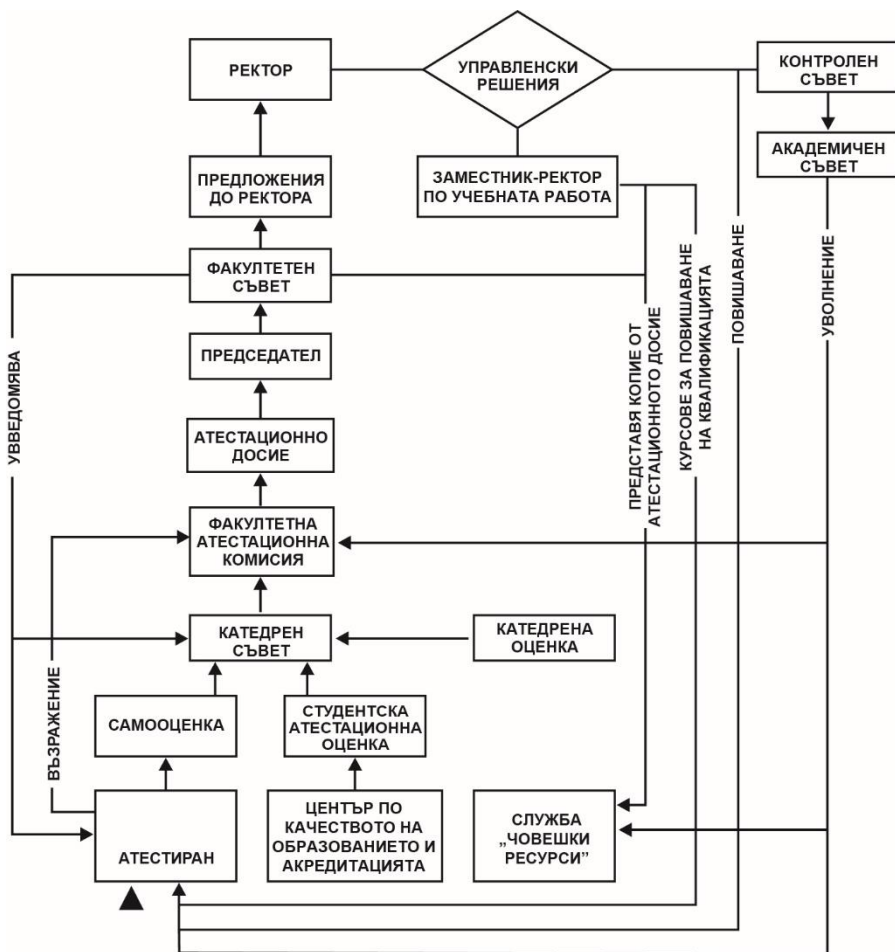 РЕКТОР
УПРАВЛЕНСКИ
РЕШЕНИЯ
КОНТРОЛЕН
СЪВЕТ
АКАДЕМИЧЕН
СЪВЕТ
ПРЕДЛОЖЕНИЯ
ДО РЕКТОРА
ЗАМЕСТНИК-РЕКТОР
ПО УЧЕБНАТА РАБОТА
ФАКУЛТЕТЕН
СЪВЕТ
ПРЕДСЕДАТЕЛ
АТЕСТАЦИОННО
ДОСИЕ
ФАКУЛТЕТНА
АТЕСТАЦИОННА
КОМИСИЯ
КАТЕДРЕН
СЪВЕТ
КАТЕДРЕНА
ОЦЕНКА
САМООЦЕНКА
СТУДЕНТСКА
АТЕСТАЦИОННА
ОЦЕНКА
АТЕСТИРАН
ЦЕНТЪР ПО
КАЧЕСТВОТО НА
ОБРАЗОВАНИЕТО И
АКРЕДИТАЦИЯТА
СЛУЖБА
„ЧОВЕШКИ
РЕСУРСИ”
УВВЕДОМЯВА
ВЪЗРАЖЕНИЕ
ПРЕДСТАВЯ КОПИЕ ОТ
АТЕСТАЦИОННОТО ДОСИЕ
КУРСОВЕ ЗА ПОВИШАВАНЕ
НА КВАЛИФИКАЦИЯТА
ПОВИШАВАНЕ
УВОЛНЕНИЕ